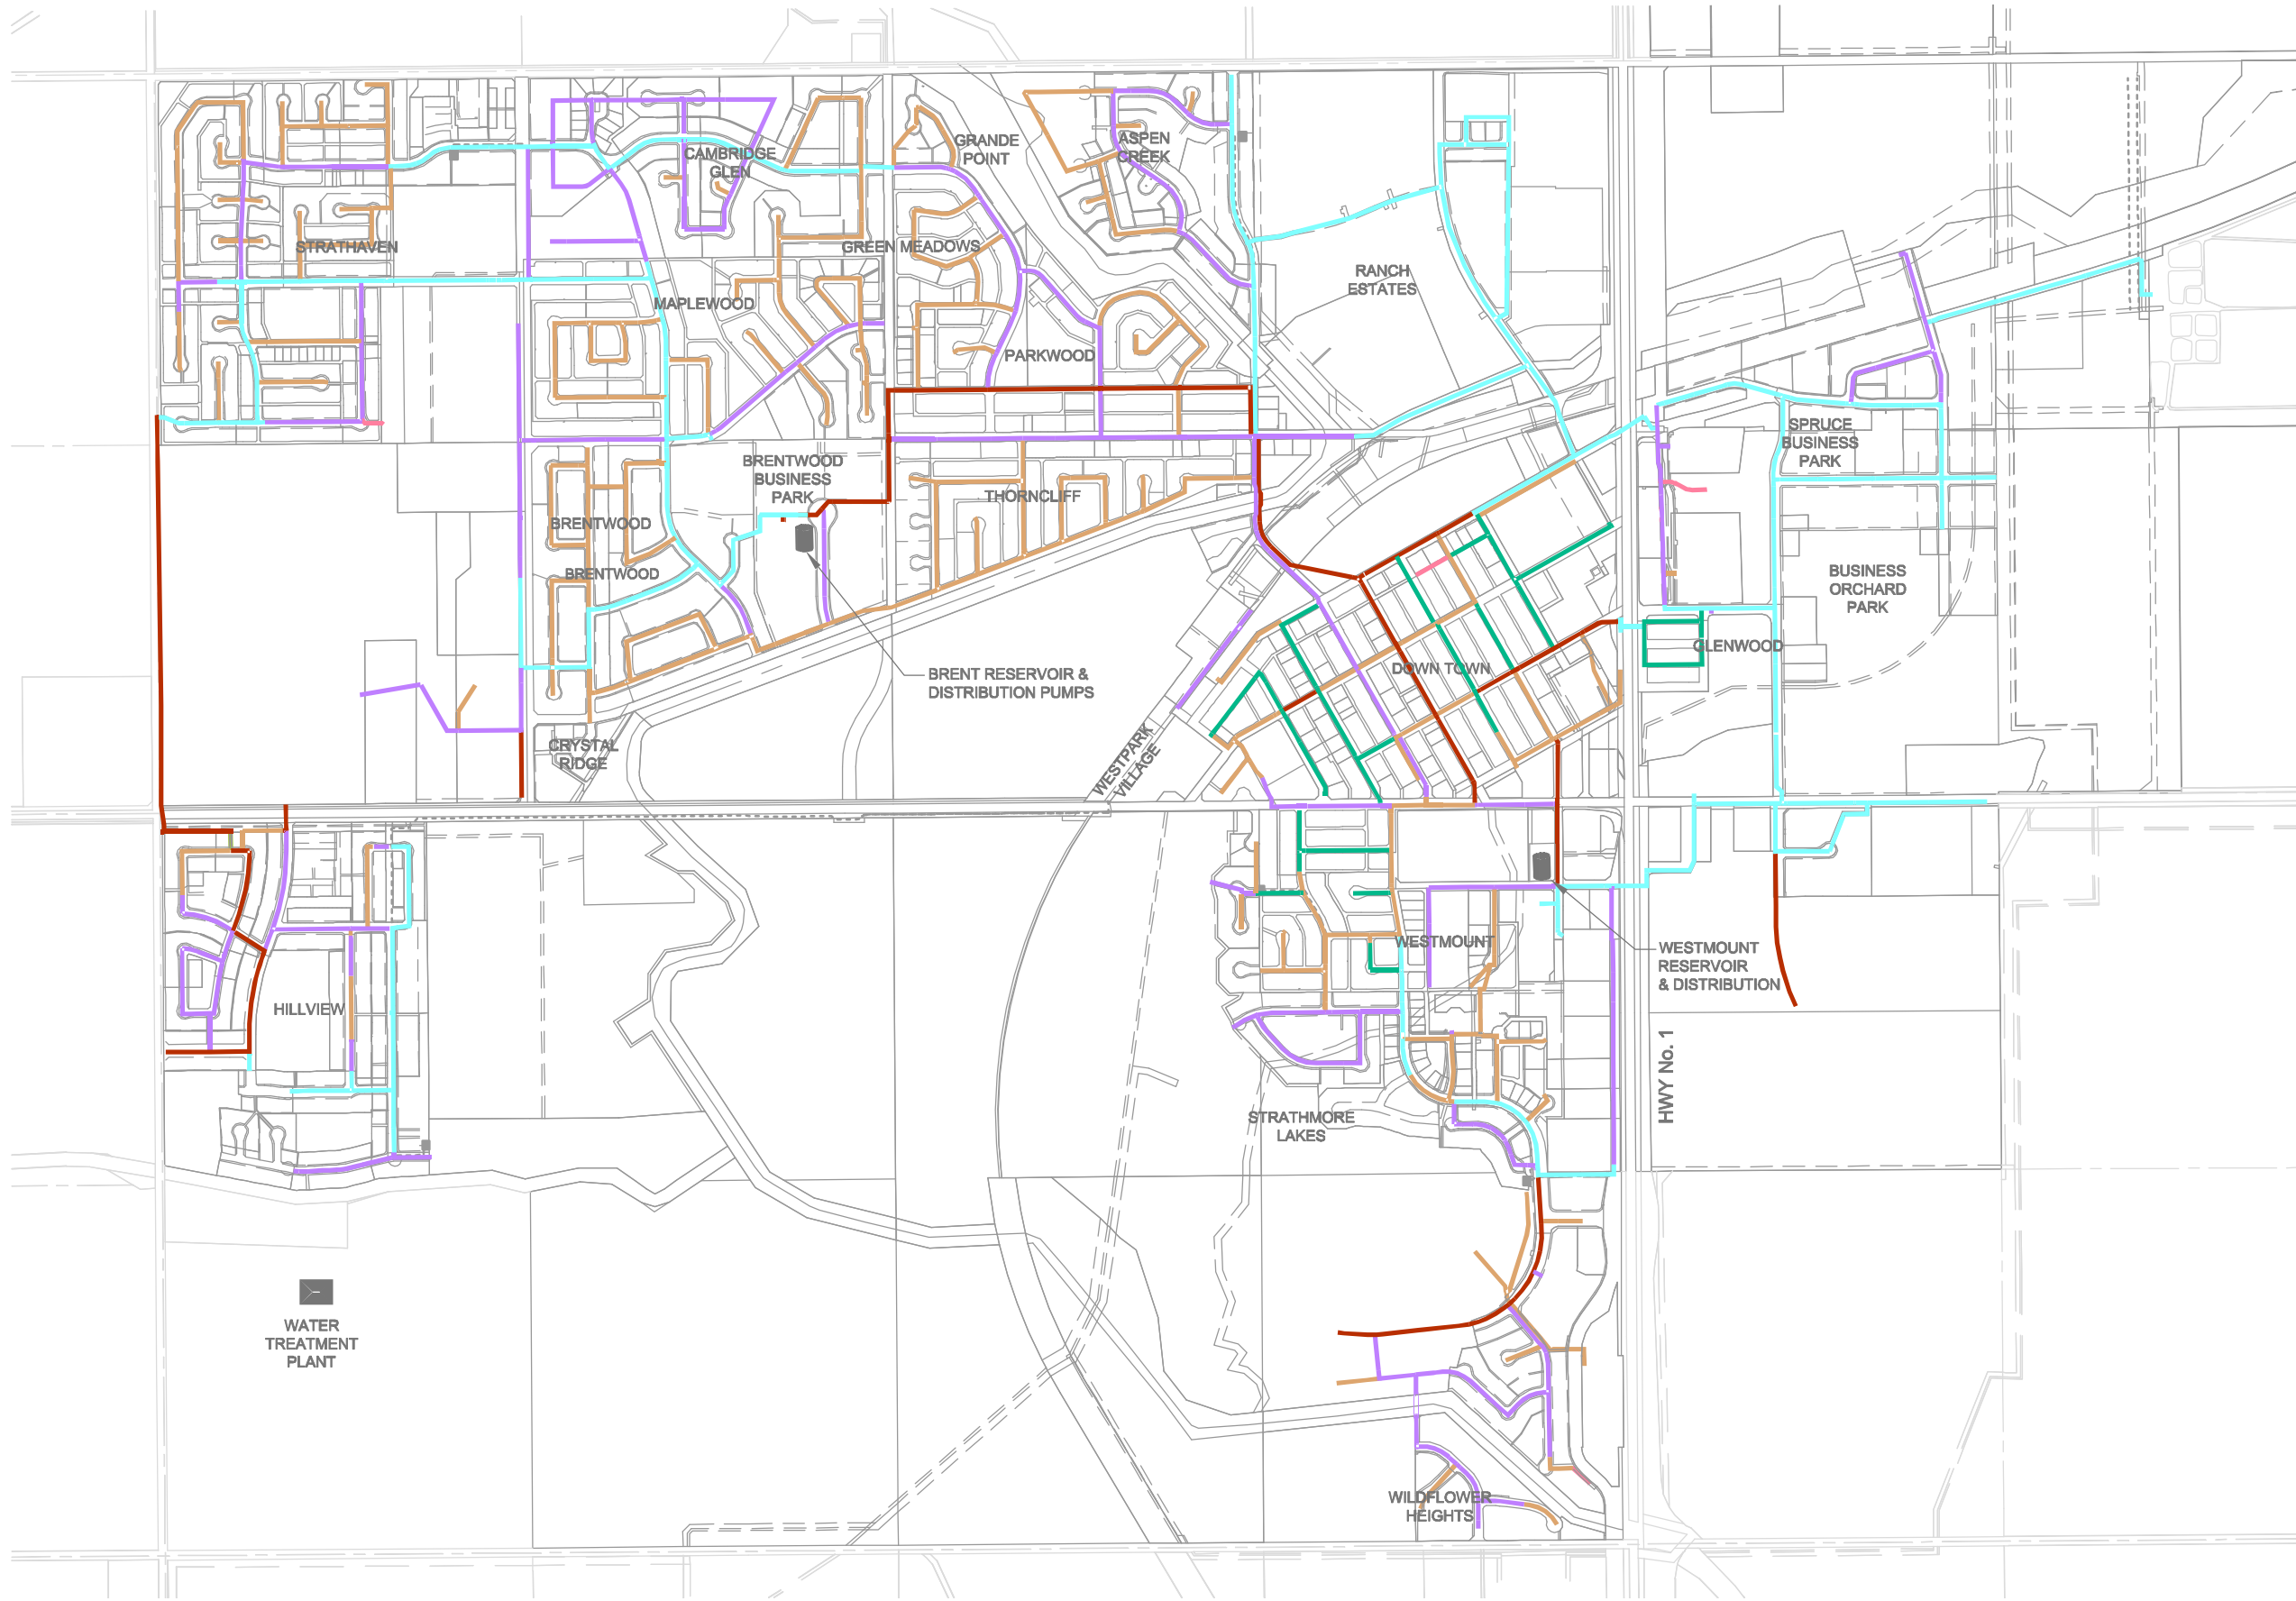 GRANDE
POINT
ASPEN
CREEK
CAMBRIDGE
GLEN
STRATHAVEN
GREEN MEADOWS
RANCH
ESTATES
MAPLEWOOD
PARKWOOD
SPRUCE
BUSINESS
PARK
BRENTWOOD
BUSINESS
PARK
THORNCLIFF
BRENTWOOD
BRENTWOOD
BUSINESS
ORCHARD
PARK
GLENWOOD
DOWN TOWN
BRENT RESERVOIR &
DISTRIBUTION PUMPS
CRYSTAL
RIDGE
WESTPARK
VILLAGE
WESTMOUNT
WESTMOUNT
RESERVOIR
& DISTRIBUTION
HILLVIEW
HWY No. 1
STRATHMORE
LAKES
WATER
TREATMENT
PLANT
WILDFLOWER
HEIGHTS